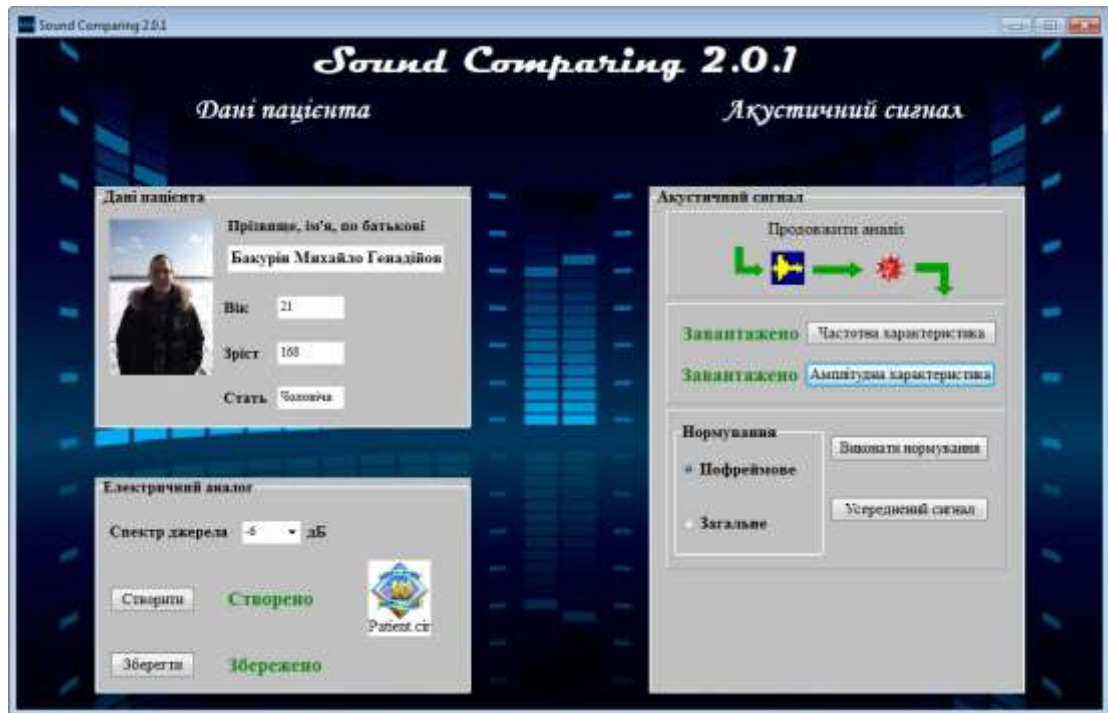 Sound Comparing 2.0.1
Sound Comparing 2.0.1
Дані пацієнта
Акустичний сигнал
Дані пацієнта
Прізвище, ім'я, по батькові
Бакурін Михайло Генадійов
Вік 21
Зріст 168
Стать Чоловіча
Електричний аналог
Спектр джерела -6 дБ
Створити Створено
Patient.cir
Зберегти Збережено
Акустичний сигнал
Продовжити аналіз
Завантажено Частотна характеристика
Завантажено Амплітудна характеристика
Нормування
Пофреймове
Загальне
Виконати нормування
Усереднений сигнал